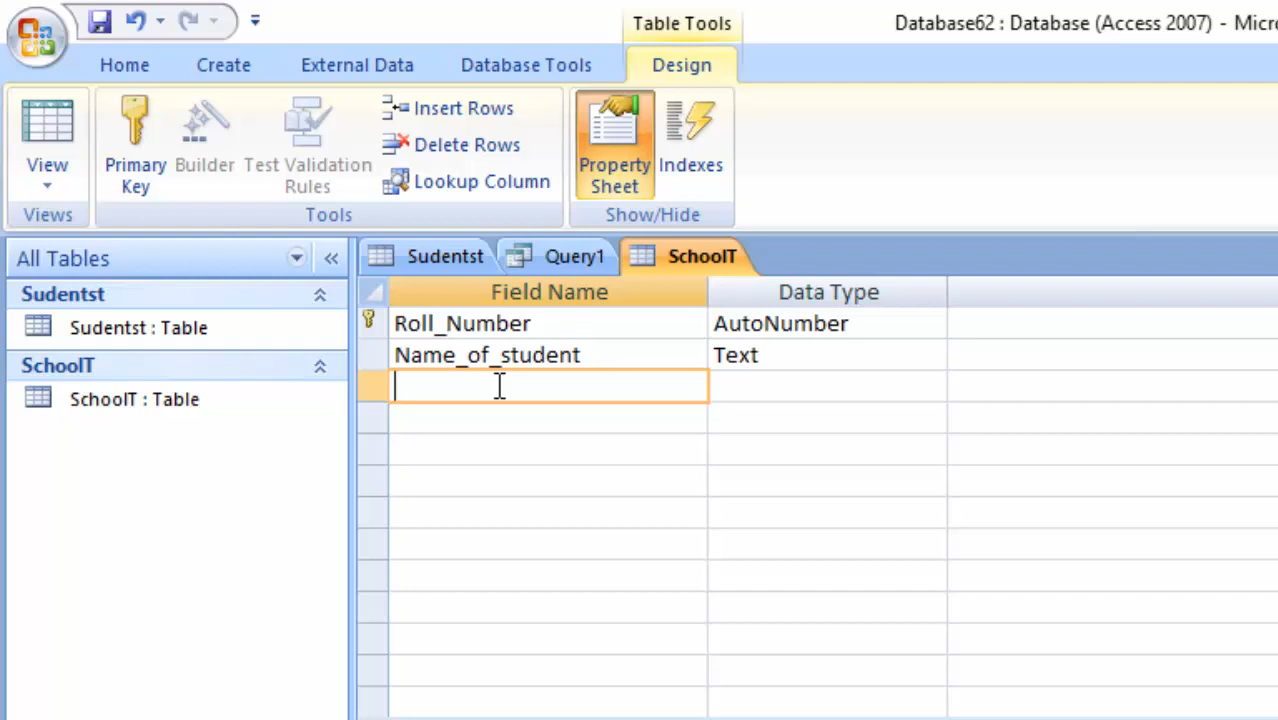 Table Tools
Database62 : Database (Access 2007) - Micro
Home Create External Data Database Tools Design
View
Views
Primary Key
Builder
Test Validation Rules
Insert Rows
Delete Rows
Lookup Column
Tools
Property Sheet
Indexes
Show/Hide
All Tables
Sudentst
Sudentst : Table
SchoolT
SchoolT : Table
Sudentst Query1 SchoolT
Field Name Data Type
Roll_Number AutoNumber
Name_of_student Text